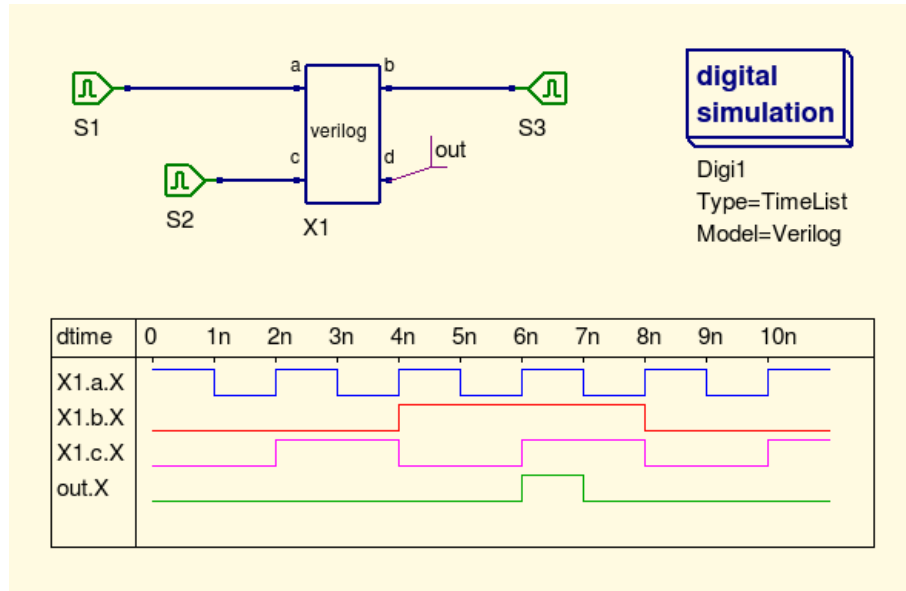 a
b
digital
simulation
S1
S3
verilog
c
d
out
S2
X1
Digi1
Type=TimeList
Model=Verilog
dtime 0 1n 2n 3n 4n 5n 6n 7n 8n 9n 10n
X1.a.X
X1.b.X
X1.c.X
out.X